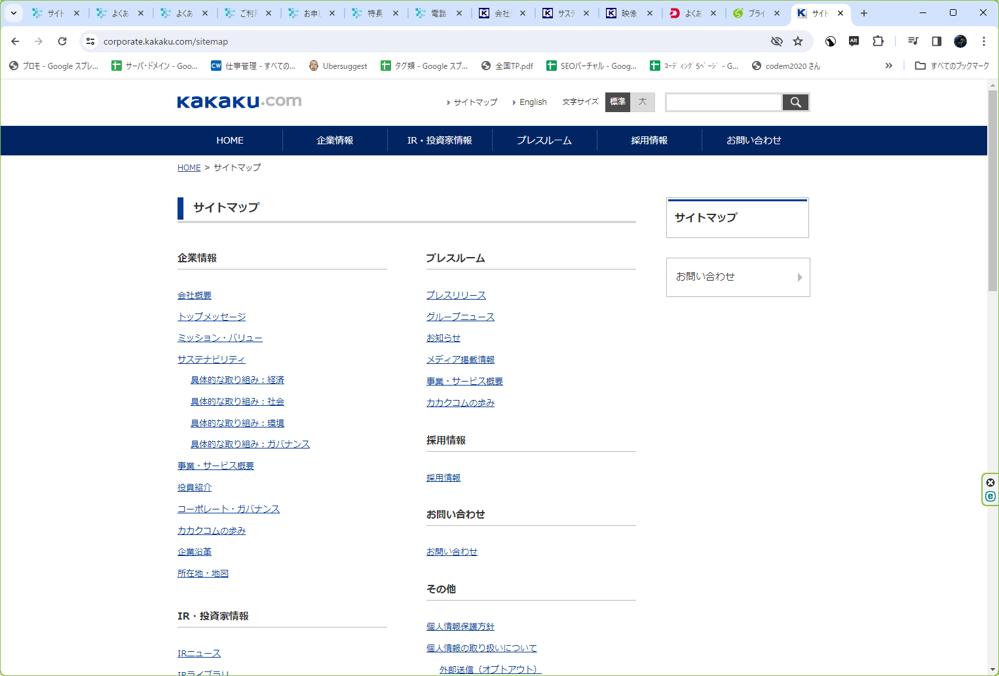 サイト
よくあ
よくあ
ご利用
お申し
特長
電話
会社
サステ
映像
よくあ
プライ
サイト
corporate.kakaku.com/sitemap
プロモ - Google スプレ...
サーバ・ドメイン - Goo...
CW 仕事管理 - すべての...
Ubersuggest
タグ類 - Google スプ...
全国TP.pdf
SEOバーチャル - Goog...
コーディング 5ページ - G...
codem2020 さん
すべてのブックマーク
kakaku.com
サイトマップ
English
文字サイズ
標準
大
HOME
企業情報
IR・投資家情報
プレスルーム
採用情報
お問い合わせ
HOME > サイトマップ
サイトマップ
企業情報
会社概要
トップメッセージ
ミッション・バリュー
サステナビリティ
具体的な取り組み：経済
具体的な取り組み：社会
具体的な取り組み：環境
具体的な取り組み：ガバナンス
事業・サービス概要
役員紹介
コーポレート・ガバナンス
カカクコムの歩み
企業沿革
所在地・地図
IR・投資家情報
IRニュース
IRライブラリ
プレスルーム
プレスリリース
グループニュース
お知らせ
メディア掲載情報
事業・サービス概要
カカクコムの歩み
採用情報
採用情報
お問い合わせ
お問い合わせ
その他
個人情報保護方針
個人情報の取り扱いについて
外部送信（オプトアウト）
サイトマップ
お問い合わせ